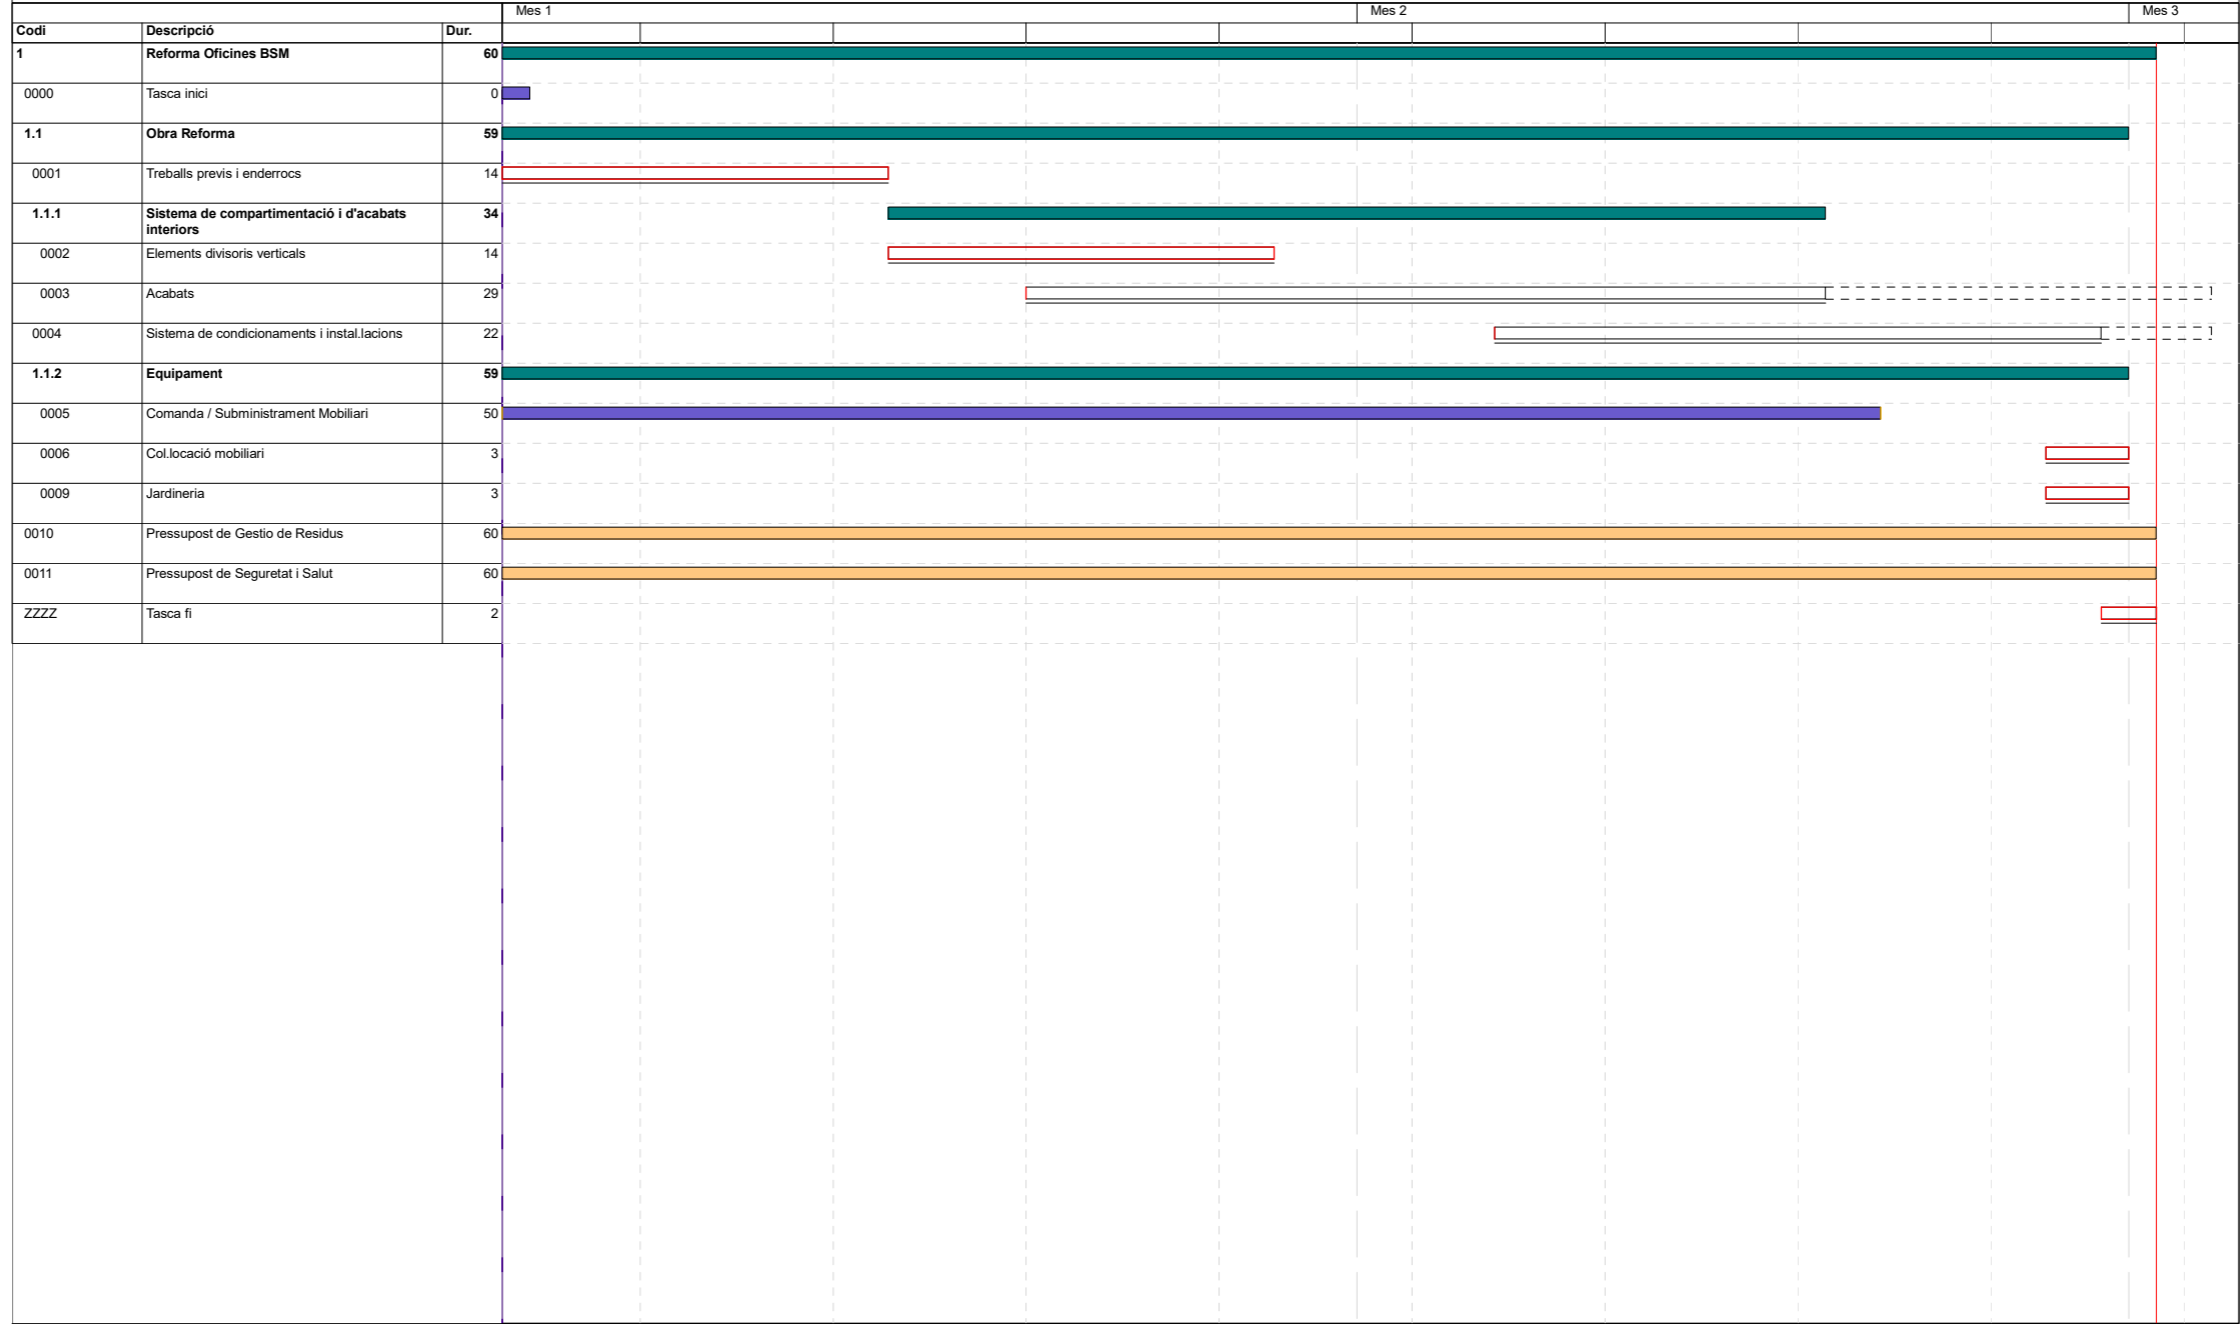 Mes 1 Mes 2 Mes 3
Codi Descripció Dur.
1 Reforma Oficines BSM 60
0000 Tasca inici 0
1.1 Obra Reforma 59
0001 Treballs previs i enderrocs 14
1.1.1 Sistema de compartimentació i d'acabats 34
interiors
0002 Elements divisoris verticals 14
0003 Acabats 29
0004 Sistema de condicionaments i instal.lacions 22
1.1.2 Equipament 59
0005 Comanda / Subministrament Mobiliari 50
0006 Col.locació mobiliari 3
0009 Jardineria 3
0010 Pressupost de Gestio de Residus 60
0011 Pressupost de Seguretat i Salut 60
ZZZZ Tasca fi 2